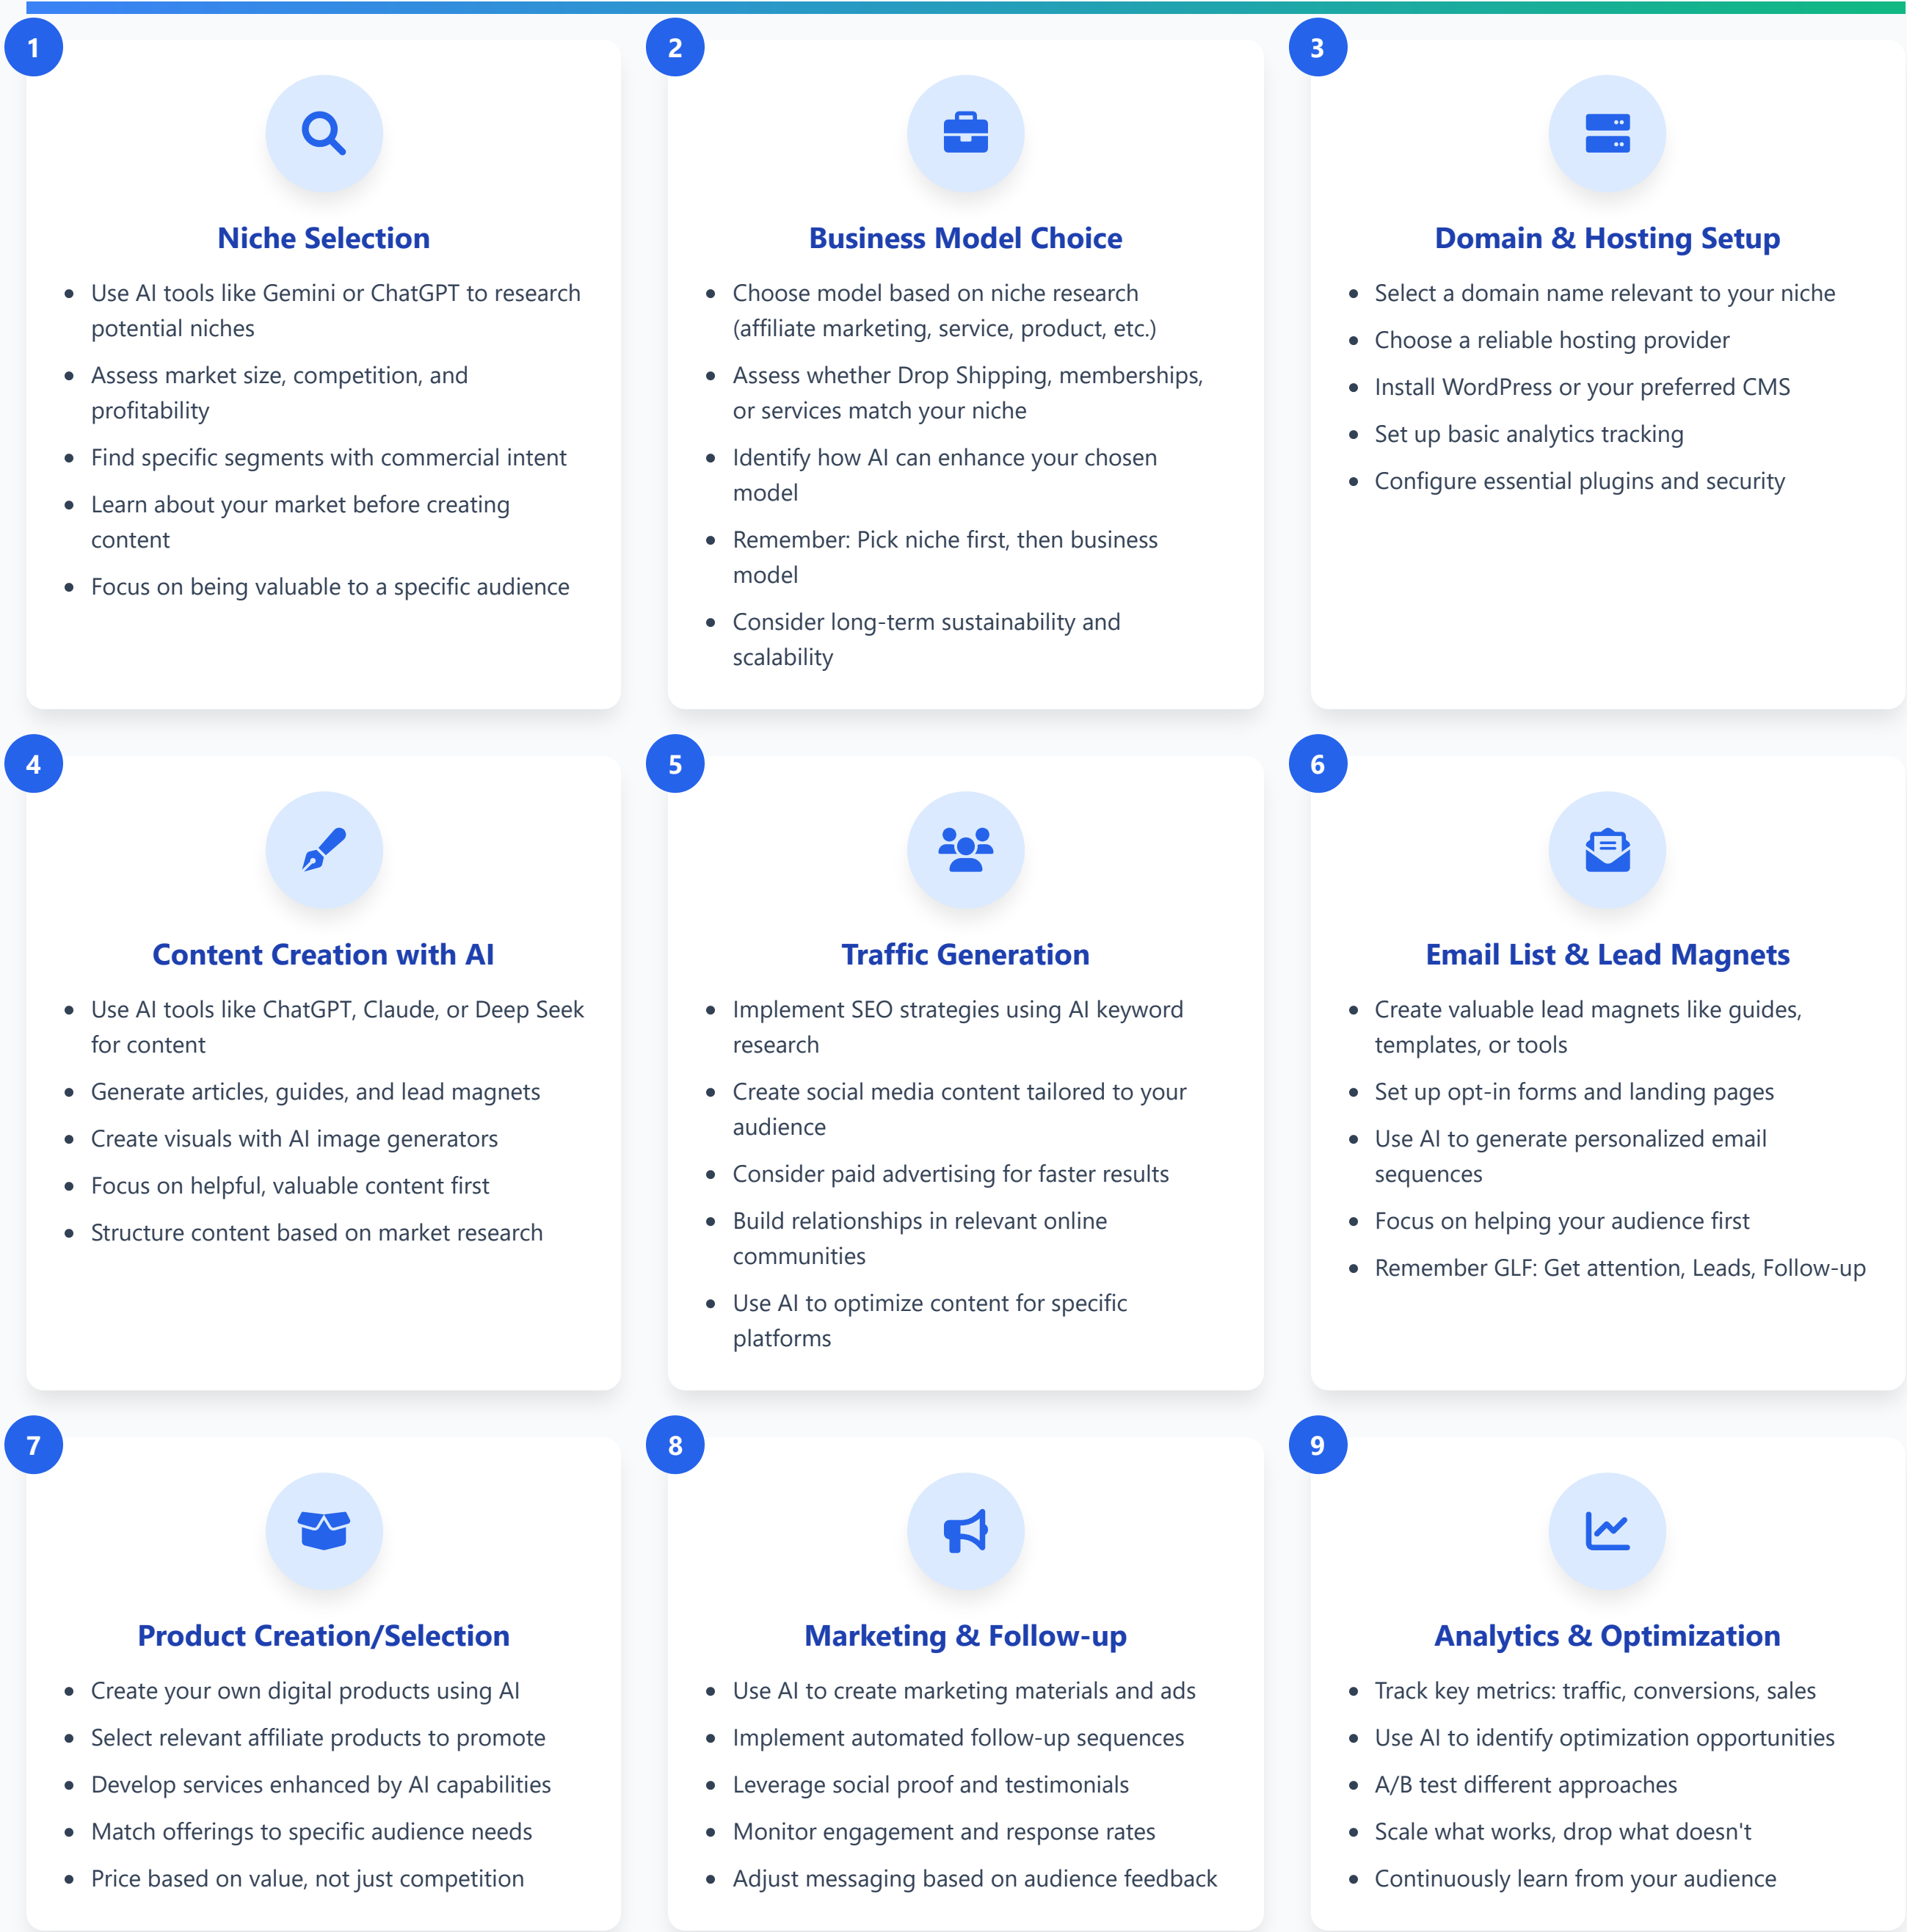 1
Niche Selection
• Use AI tools like Gemini or ChatGPT to research
potential niches
• Assess market size, competition, and
profitability
• Find specific segments with commercial intent
• Learn about your market before creating
content
• Focus on being valuable to a specific audience
2
Business Model Choice
• Choose model based on niche research
(affiliate marketing, service, product, etc.)
• Assess whether Drop Shipping, memberships,
or services match your niche
• Identify how AI can enhance your chosen
model
• Remember: Pick niche first, then business
model
• Consider long-term sustainability and
scalability
3
Domain & Hosting Setup
• Select a domain name relevant to your niche
• Choose a reliable hosting provider
• Install WordPress or your preferred CMS
• Set up basic analytics tracking
• Configure essential plugins and security
4
Content Creation with AI
• Use AI tools like ChatGPT, Claude, or Deep Seek
for content
• Generate articles, guides, and lead magnets
• Create visuals with AI image generators
• Focus on helpful, valuable content first
• Structure content based on market research
5
Traffic Generation
• Implement SEO strategies using AI keyword
research
• Create social media content tailored to your
audience
• Consider paid advertising for faster results
• Build relationships in relevant online
communities
• Use AI to optimize content for specific
platforms
6
Email List & Lead Magnets
• Create valuable lead magnets like guides,
templates, or tools
• Set up opt-in forms and landing pages
• Use AI to generate personalized email
sequences
• Focus on helping your audience first
• Remember GLF: Get attention, Leads, Follow-up
7
Product Creation/Selection
• Create your own digital products using AI
• Select relevant affiliate products to promote
• Develop services enhanced by AI capabilities
• Match offerings to specific audience needs
• Price based on value, not just competition
8
Marketing & Follow-up
• Use AI to create marketing materials and ads
• Implement automated follow-up sequences
• Leverage social proof and testimonials
• Monitor engagement and response rates
• Adjust messaging based on audience feedback
9
Analytics & Optimization
• Track key metrics: traffic, conversions, sales
• Use AI to identify optimization opportunities
• A/B test different approaches
• Scale what works, drop what doesn't
• Continuously learn from your audience